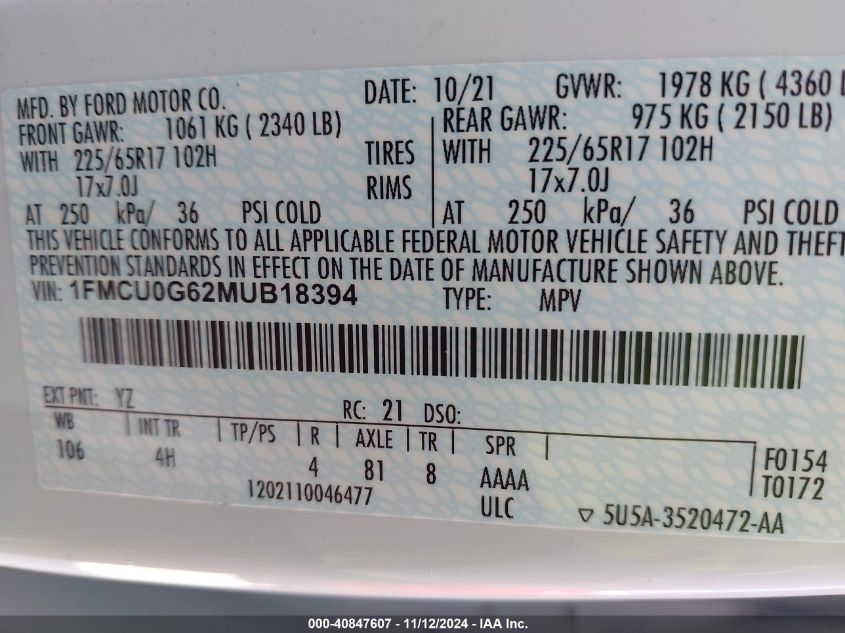 MFD. BY FORD MOTOR CO. DATE: 10/21 GVWR: 1978 KG ( 4360 L
FRONT GAWR: 1061 KG ( 2340 LB) REAR GAWR: 975 KG ( 2150 LB)
WITH 225/65R17 102H TIRES WITH 225/65R17 102H
17x7.0J RIMS 17x7.0J
AT 250 kPa/ 36 PSI COLD AT 250 kPa/ 36 PSI COLD
THIS VEHICLE CONFORMS TO ALL APPLICABLE FEDERAL MOTOR VEHICLE SAFETY AND THEFT
PREVENTION STANDARDS IN EFFECT ON THE DATE OF MANUFACTURE SHOWN ABOVE.
VIN: 1FMCU0G62MUB18394 TYPE: MPV
EXT PNT: YZ RC: 21 DSO:
WB INT TR TP/PS R AXLE TR SPR
106 4H 4 81 8 AAAA F0154
1202110046477 ULC T0172
5U5A-3520472-AA
000-40847607 - 11/12/2024 - IAA Inc.